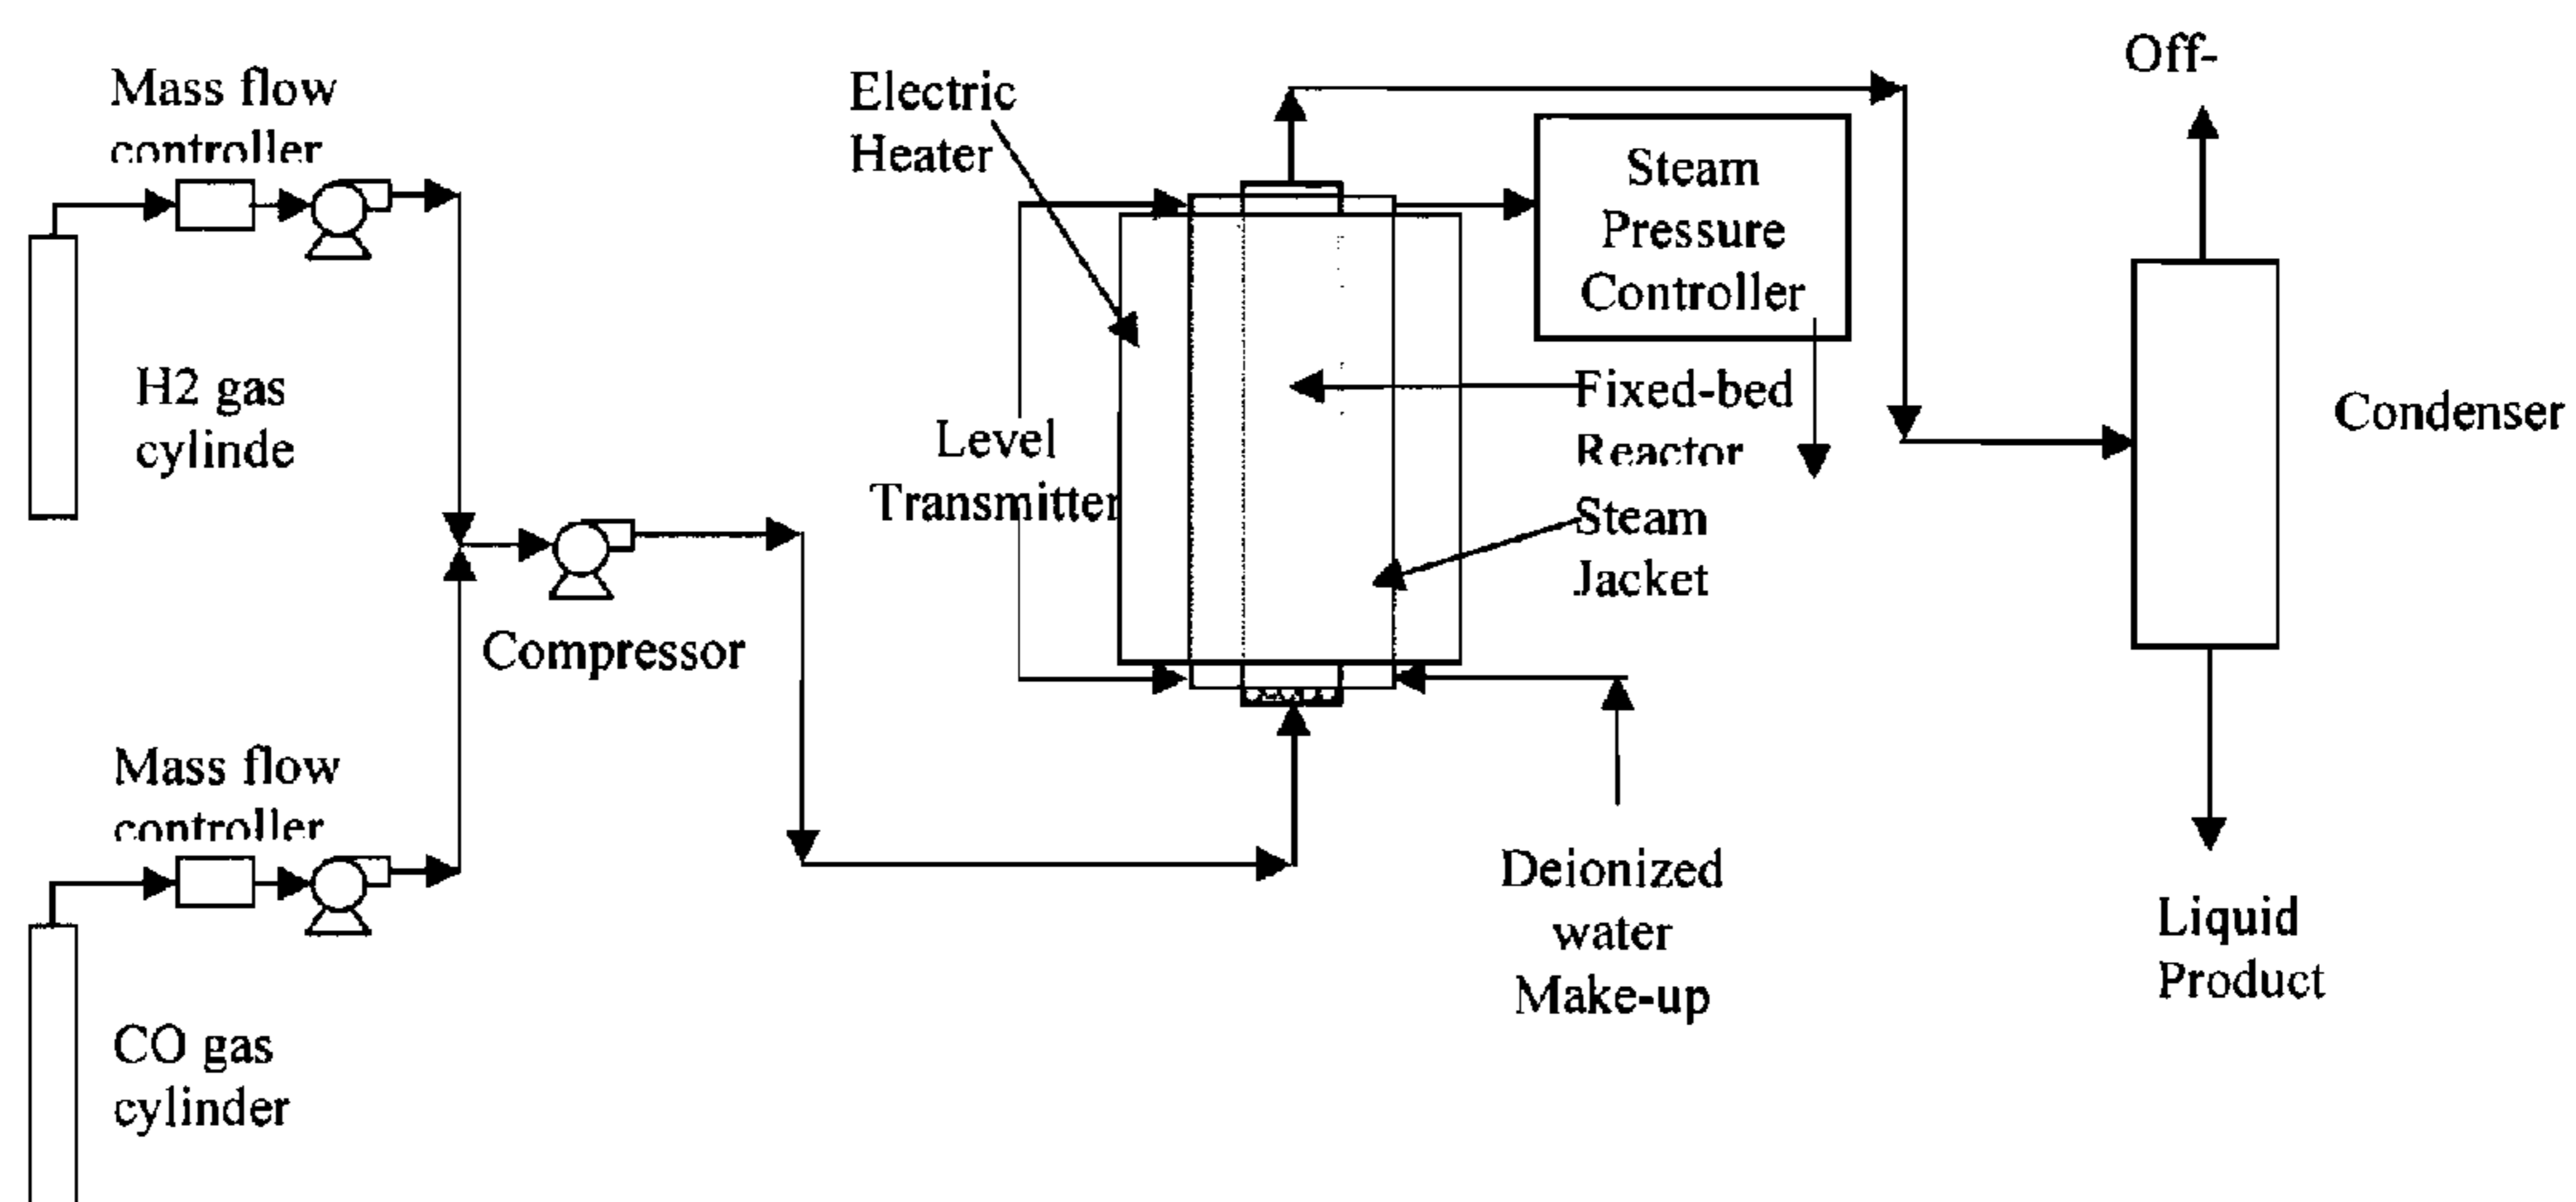 Mass flow
controller
H2 gas
cylinde
Mass flow
controller
CO gas
cylinder
Compressor
Electric
Heater
Level
Transmitter
Steam
Pressure
Controller
Fixed-bed
Reactor
Steam
Jacket
Deionized
water
Make-up
Off-
Condenser
Liquid
Product